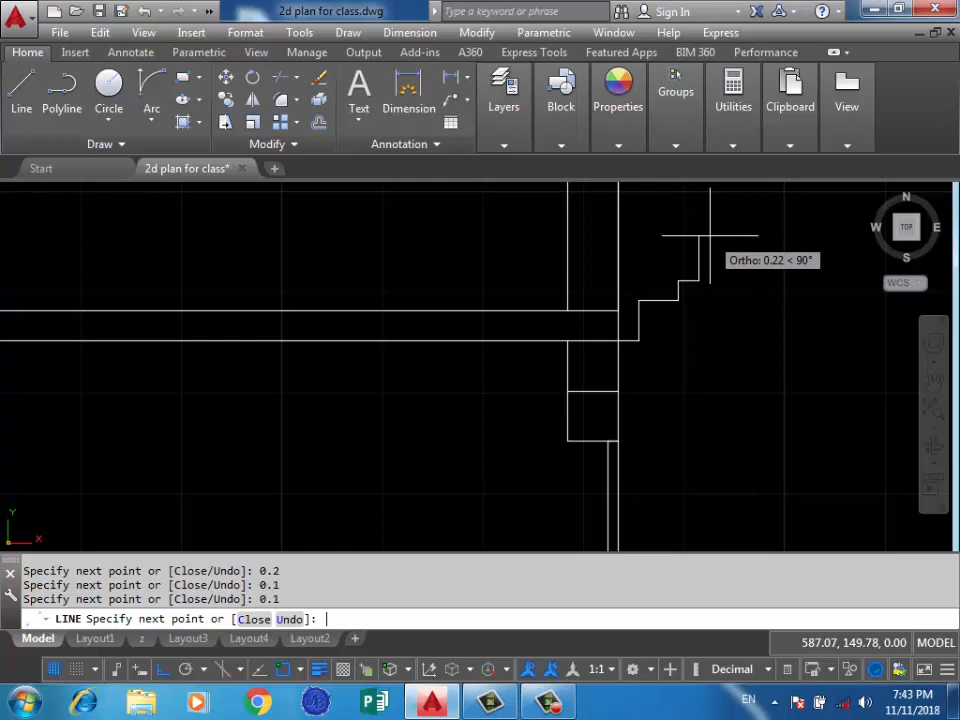 2d plan for class.dwg
Type a keyword or phrase
Sign In
File Edit View Insert Format Tools Draw Dimension Modify Parametric Window Help Express
Home Insert Annotate Parametric View Manage Output Add-ins A360 Express Tools Featured Apps BIM 360 Performance
Line Polyline Circle Arc Text Dimension Layers Block Properties Groups Utilities Clipboard View
Draw Modify Annotation
Start 2d plan for class*
N
W TOP E
S
WCS
Ortho: 0.22 < 90°
Y
X
Specify next point or [Close/Undo]: 0.2
Specify next point or [Close/Undo]: 0.1
Specify next point or [Close/Undo]: 0.1
LINE Specify next point or [Close Undo]:
Model Layout1 z Layout3 Layout4 Layout2
587.07, 149.78, 0.00 MODEL
1:1 Decimal
EN 7:43 PM
11/11/2018